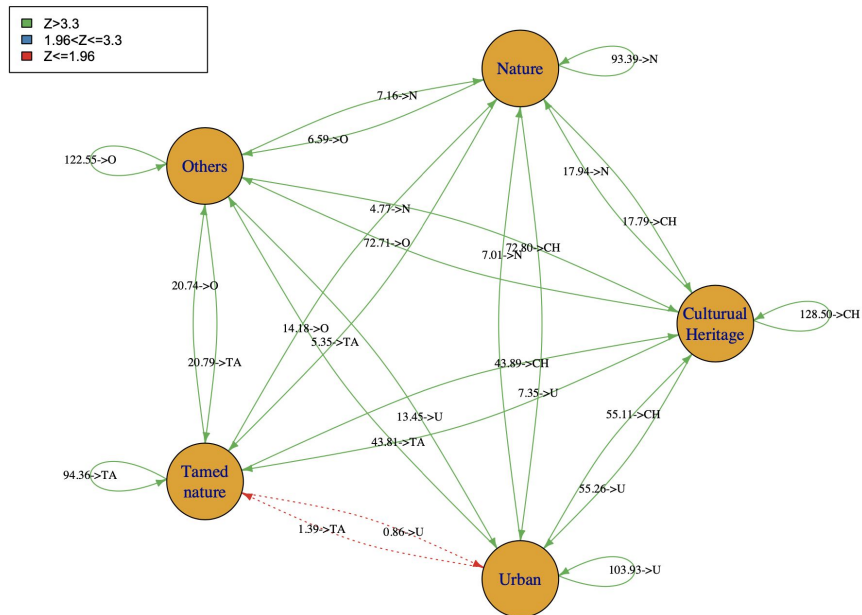 Z>3.3
1.96<Z<=3.3
Z<=1.96
Nature
93.39->N
7.16->N
6.59->O
Others
122.55->O
17.94->N
4.77->N
17.79->CH
72.71->O
72.80->CH
7.01->N
20.74->O
Culturual
Heritage
128.50->CH
14.18->O
5.35->TA
20.79->TA
43.89->CH
7.35->U
13.45->U
55.11->CH
43.81->TA
Tamed
nature
94.36->TA
55.26->U
1.39->TA
0.86->U
Urban
103.93->U